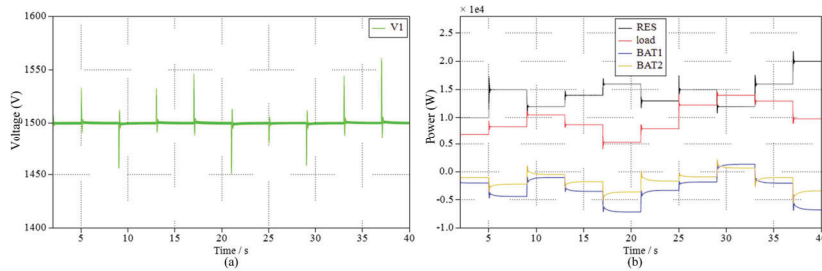 1600
1550
1500
1450
1400
Voltage (V)
V1
5
10
15
20
25
30
35
40
Time / s
(a)
× 1e4
2.0
1.5
1.0
0.5
0.0
-0.5
-1.0
Power (W)
RES
load
BAT1
BAT2
5
10
15
20
25
30
35
40
Time / s
(b)